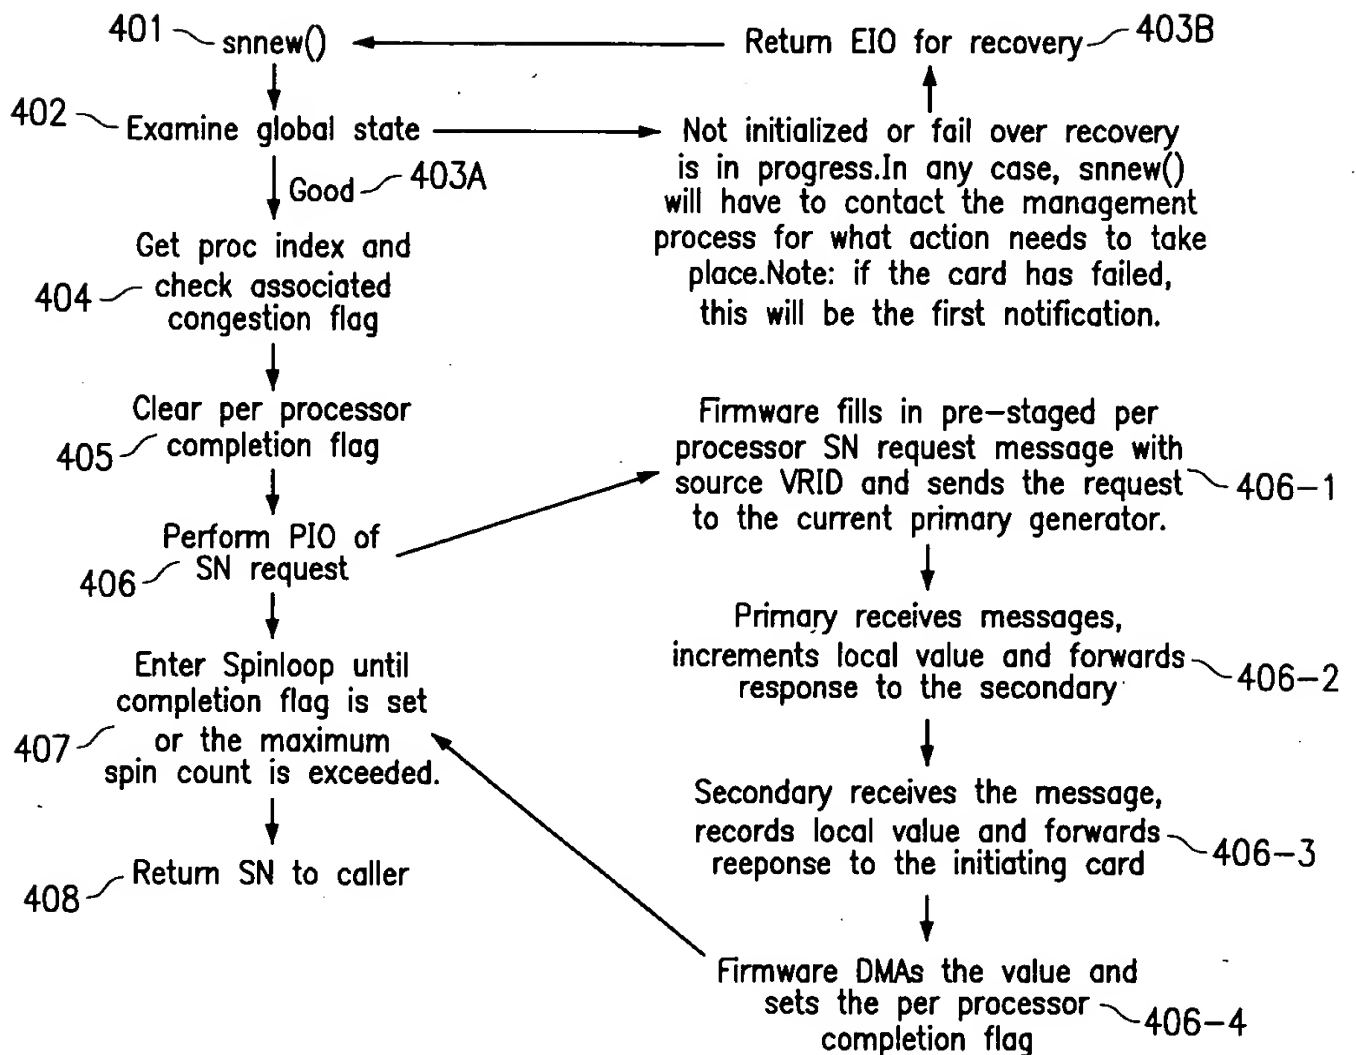 401
snnew()
Return EIO for recovery
403B
402
Examine global state
Good
403A
Not initialized or fail over recovery
is in progress.In any case, snnew()
will have to contact the management
process for what action needs to take
place.Note: if the card has failed,
this will be the first notification.
Get proc index and
check associated
congestion flag
404
Clear per processor
completion flag
405
Perform PIO of
SN request
406
Firmware fills in pre-staged per
processor SN request message with
source VRID and sends the request
to the current primary generator.
406-1
Primary receives messages,
increments local value and forwards
response to the secondary
406-2
Enter Spinloop until
completion flag is set
or the maximum
spin count is exceeded.
407
Secondary receives the message,
records local value and forwards
reeponse to the initiating card
406-3
Return SN to caller
408
Firmware DMAs the value and
sets the per processor
completion flag
406-4